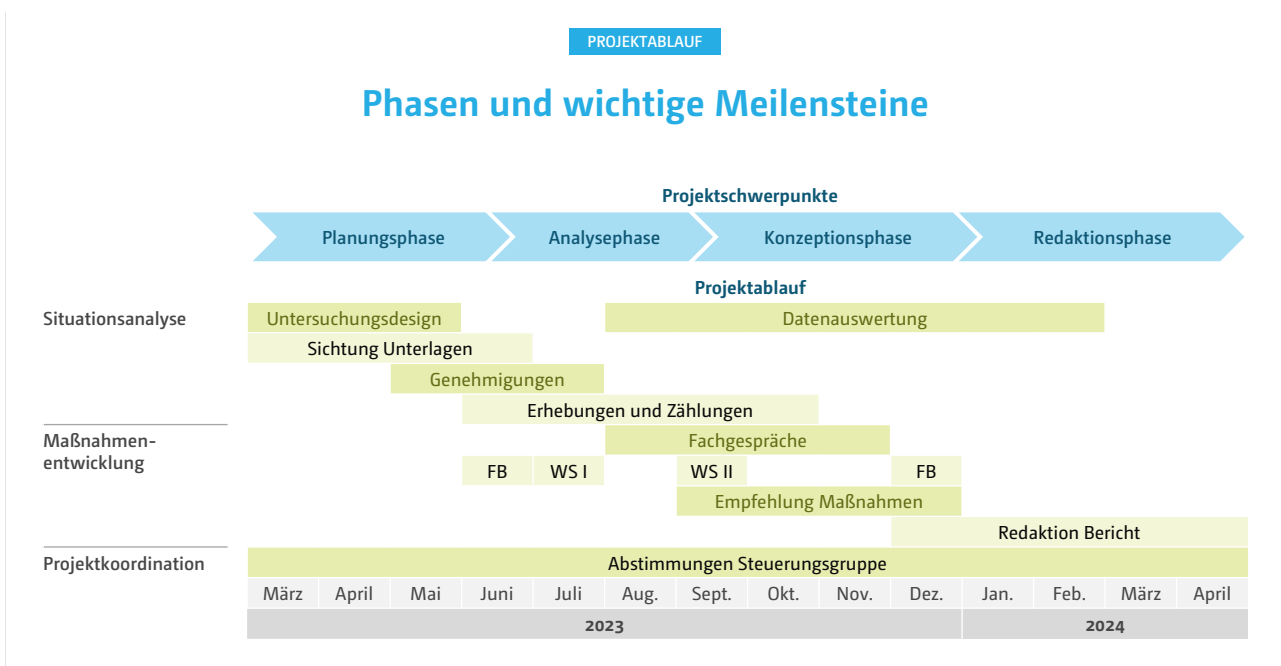 PROJEKTABLAUF
Phasen und wichtige Meilensteine
Projektschwerpunkte
Planungsphase Analysephase Konzeptionsphase Redaktionsphase
Projektablauf
Situationsanalyse Untersuchungsdesign Datenauswertung
Sichtung Unterlagen
Genehmigungen
Erhebungen und Zählungen
Maßnahmen- Fachgespräche
entwicklung
FB WS I WS II FB
Empfehlung Maßnahmen
Redaktion Bericht
Projektkoordination Abstimmungen Steuerungsgruppe
März April Mai Juni Juli Aug. Sept. Okt. Nov. Dez. Jan. Feb. März April
2023 2024